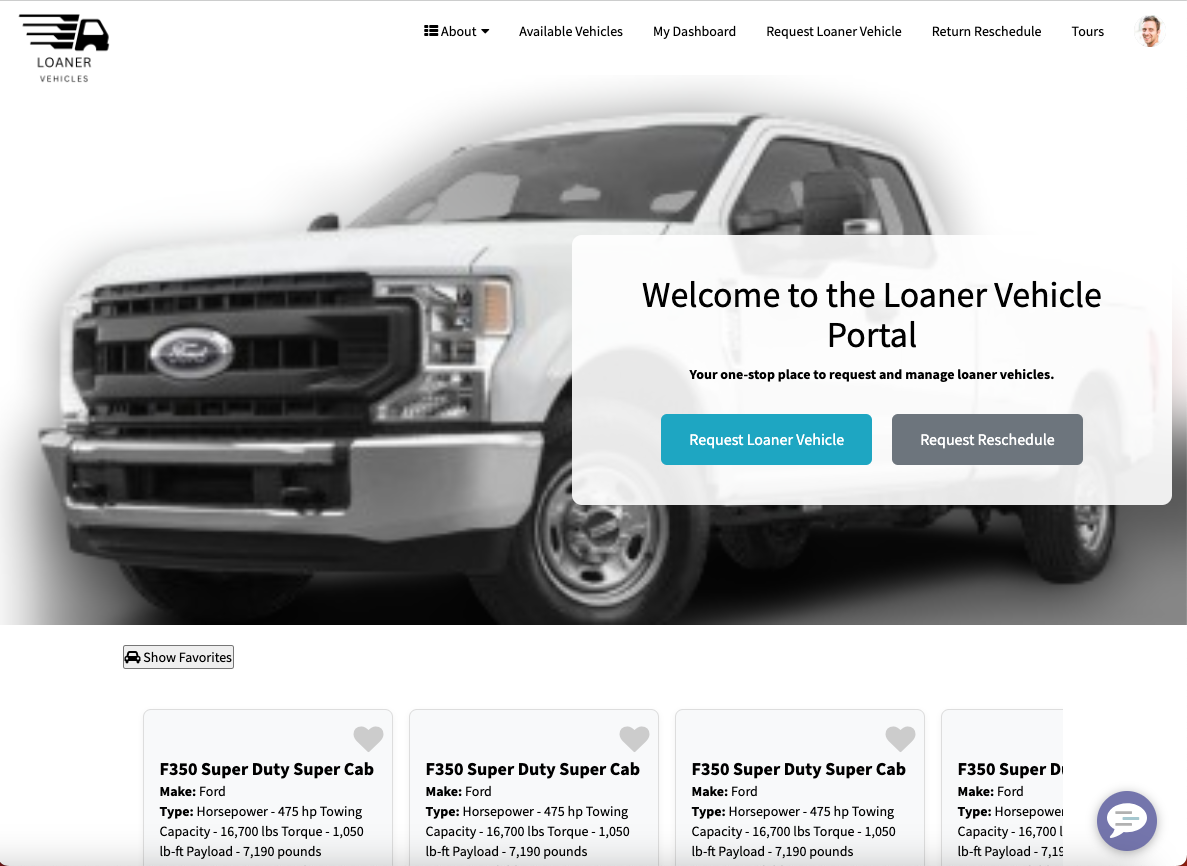 LOANER
VEHICLES
About
Available Vehicles
My Dashboard
Request Loaner Vehicle
Return Reschedule
Tours
Ford
Welcome to the Loaner Vehicle
Portal
Your one-stop place to request and manage loaner vehicles.
Request Loaner Vehicle
Request Reschedule
Show Favorites
F350 Super Duty Super Cab
Make: Ford
Type: Horsepower - 475 hp Towing
Capacity - 16,700 lbs Torque - 1,050
lb-ft Payload - 7,190 pounds
F350 Super Duty Super Cab
Make: Ford
Type: Horsepower - 475 hp Towing
Capacity - 16,700 lbs Torque - 1,050
lb-ft Payload - 7,190 pounds
F350 Super Duty Super Cab
Make: Ford
Type: Horsepower - 475 hp Towing
Capacity - 16,700 lbs Torque - 1,050
lb-ft Payload - 7,190 pounds
F350 Super D
Make: Ford
Type: Horsepower
Capacity - 16,700 l
lb-ft Payload - 7,19